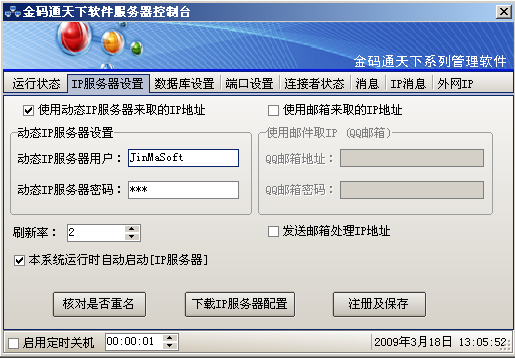 金码通天下软件服务器控制台
金码通天下系列管理软件
运行状态 IP服务器设置 数据库设置 端口设置 连接者状态 消息 IP消息 外网IP
使用动态IP服务器来取的IP地址 使用邮箱来取的IP地址
动态IP服务器设置 使用邮件取IP (QQ邮箱)
动态IP服务器用户： JinMaSoft QQ邮箱地址：
动态IP服务器密码： *** QQ邮箱密码：
刷新率： 2 发送邮箱处理IP地址
本系统运行时自动启动[IP服务器]
核对是否重名 下载IP服务器配置 注册及保存
启用定时关机 00:00:01 2009年3月18日 13:05:52